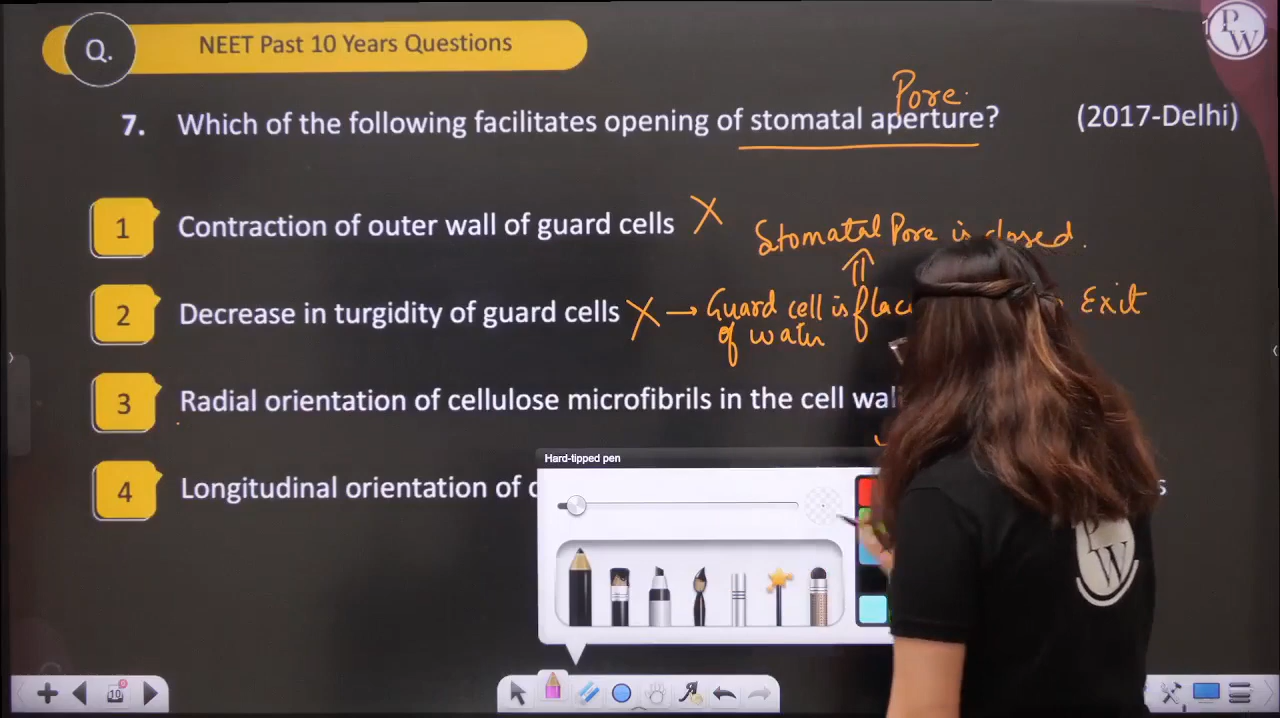 Q.
NEET Past 10 Years Questions
PW
Pore.
7. Which of the following facilitates opening of stomatal aperture? (2017-Delhi)
1 Contraction of outer wall of guard cells X
Stomatal Pore is closed.
2 Decrease in turgidity of guard cells X → Guard cell is Exit
of water
3 Radial orientation of cellulose microfibrils in the cell
4 Longitudinal orientation of
Hard-tipped pen
PW
10